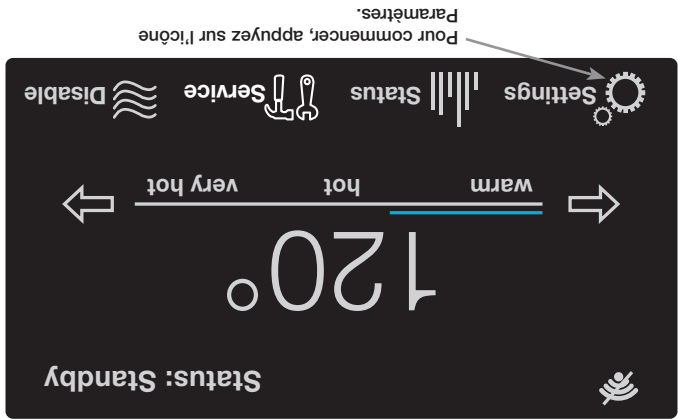 Status: Standby
120°
warm hot very hot
Settings Status Service Disable
Pour commencer, appuyez sur l'icône
Paramètres.